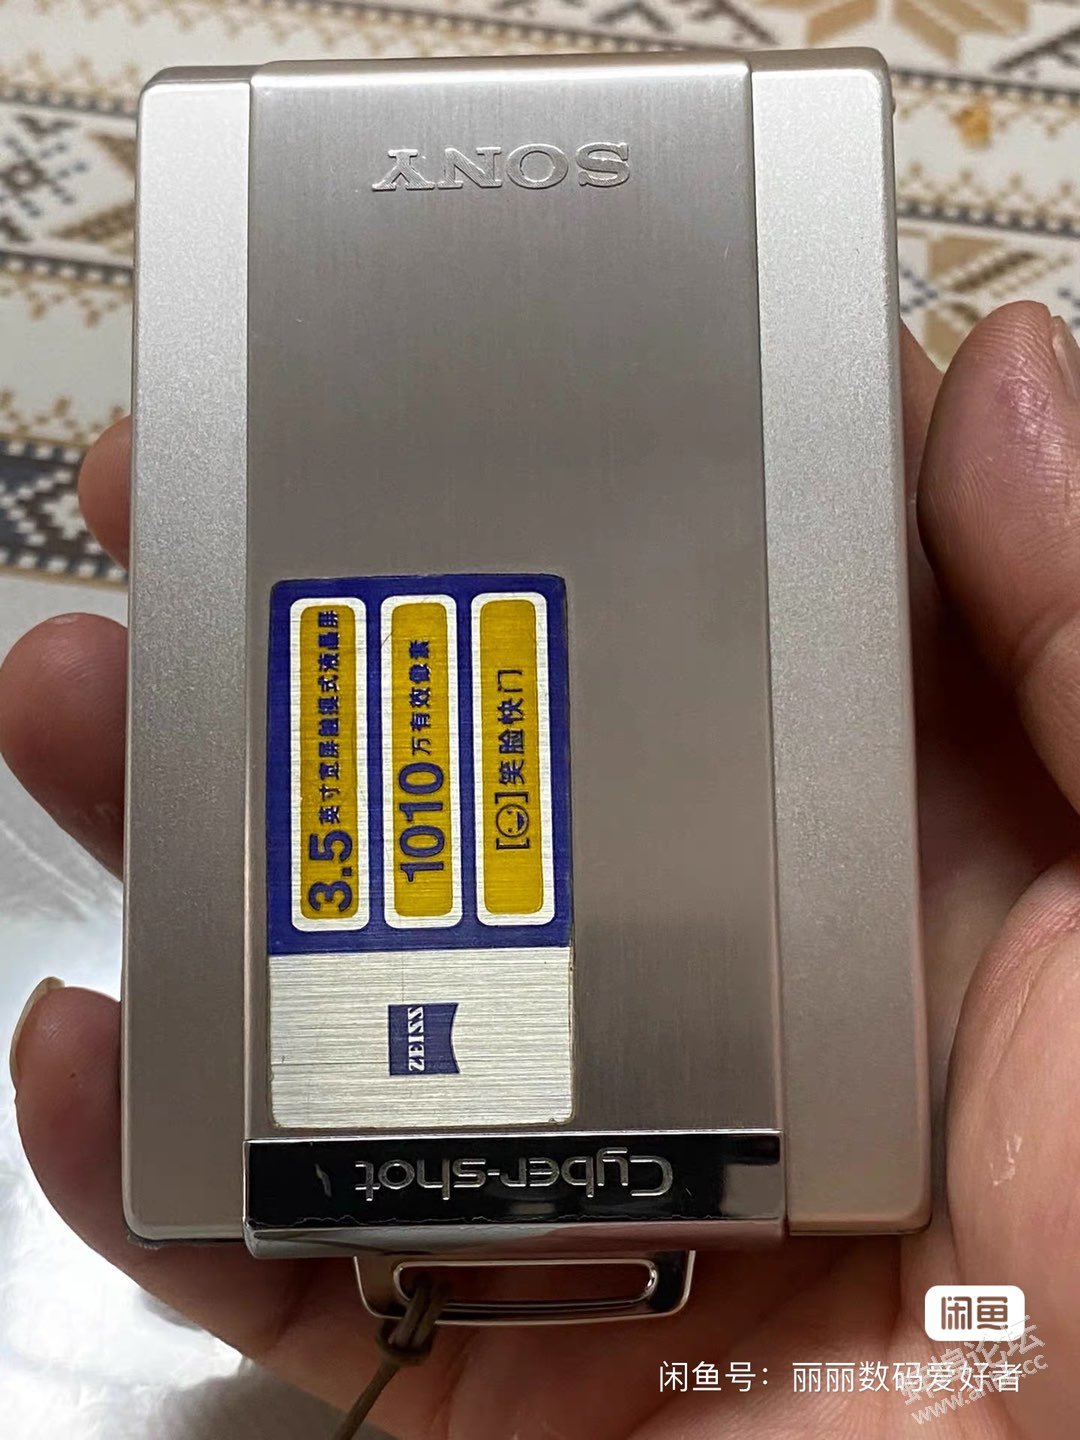 SONY
3.5英寸宽屏触摸式液晶屏
1010万有效像素
[☺]笑脸快门
ZEISS
Cyber-shot
闲鱼
闲鱼号：丽丽数码爱好者